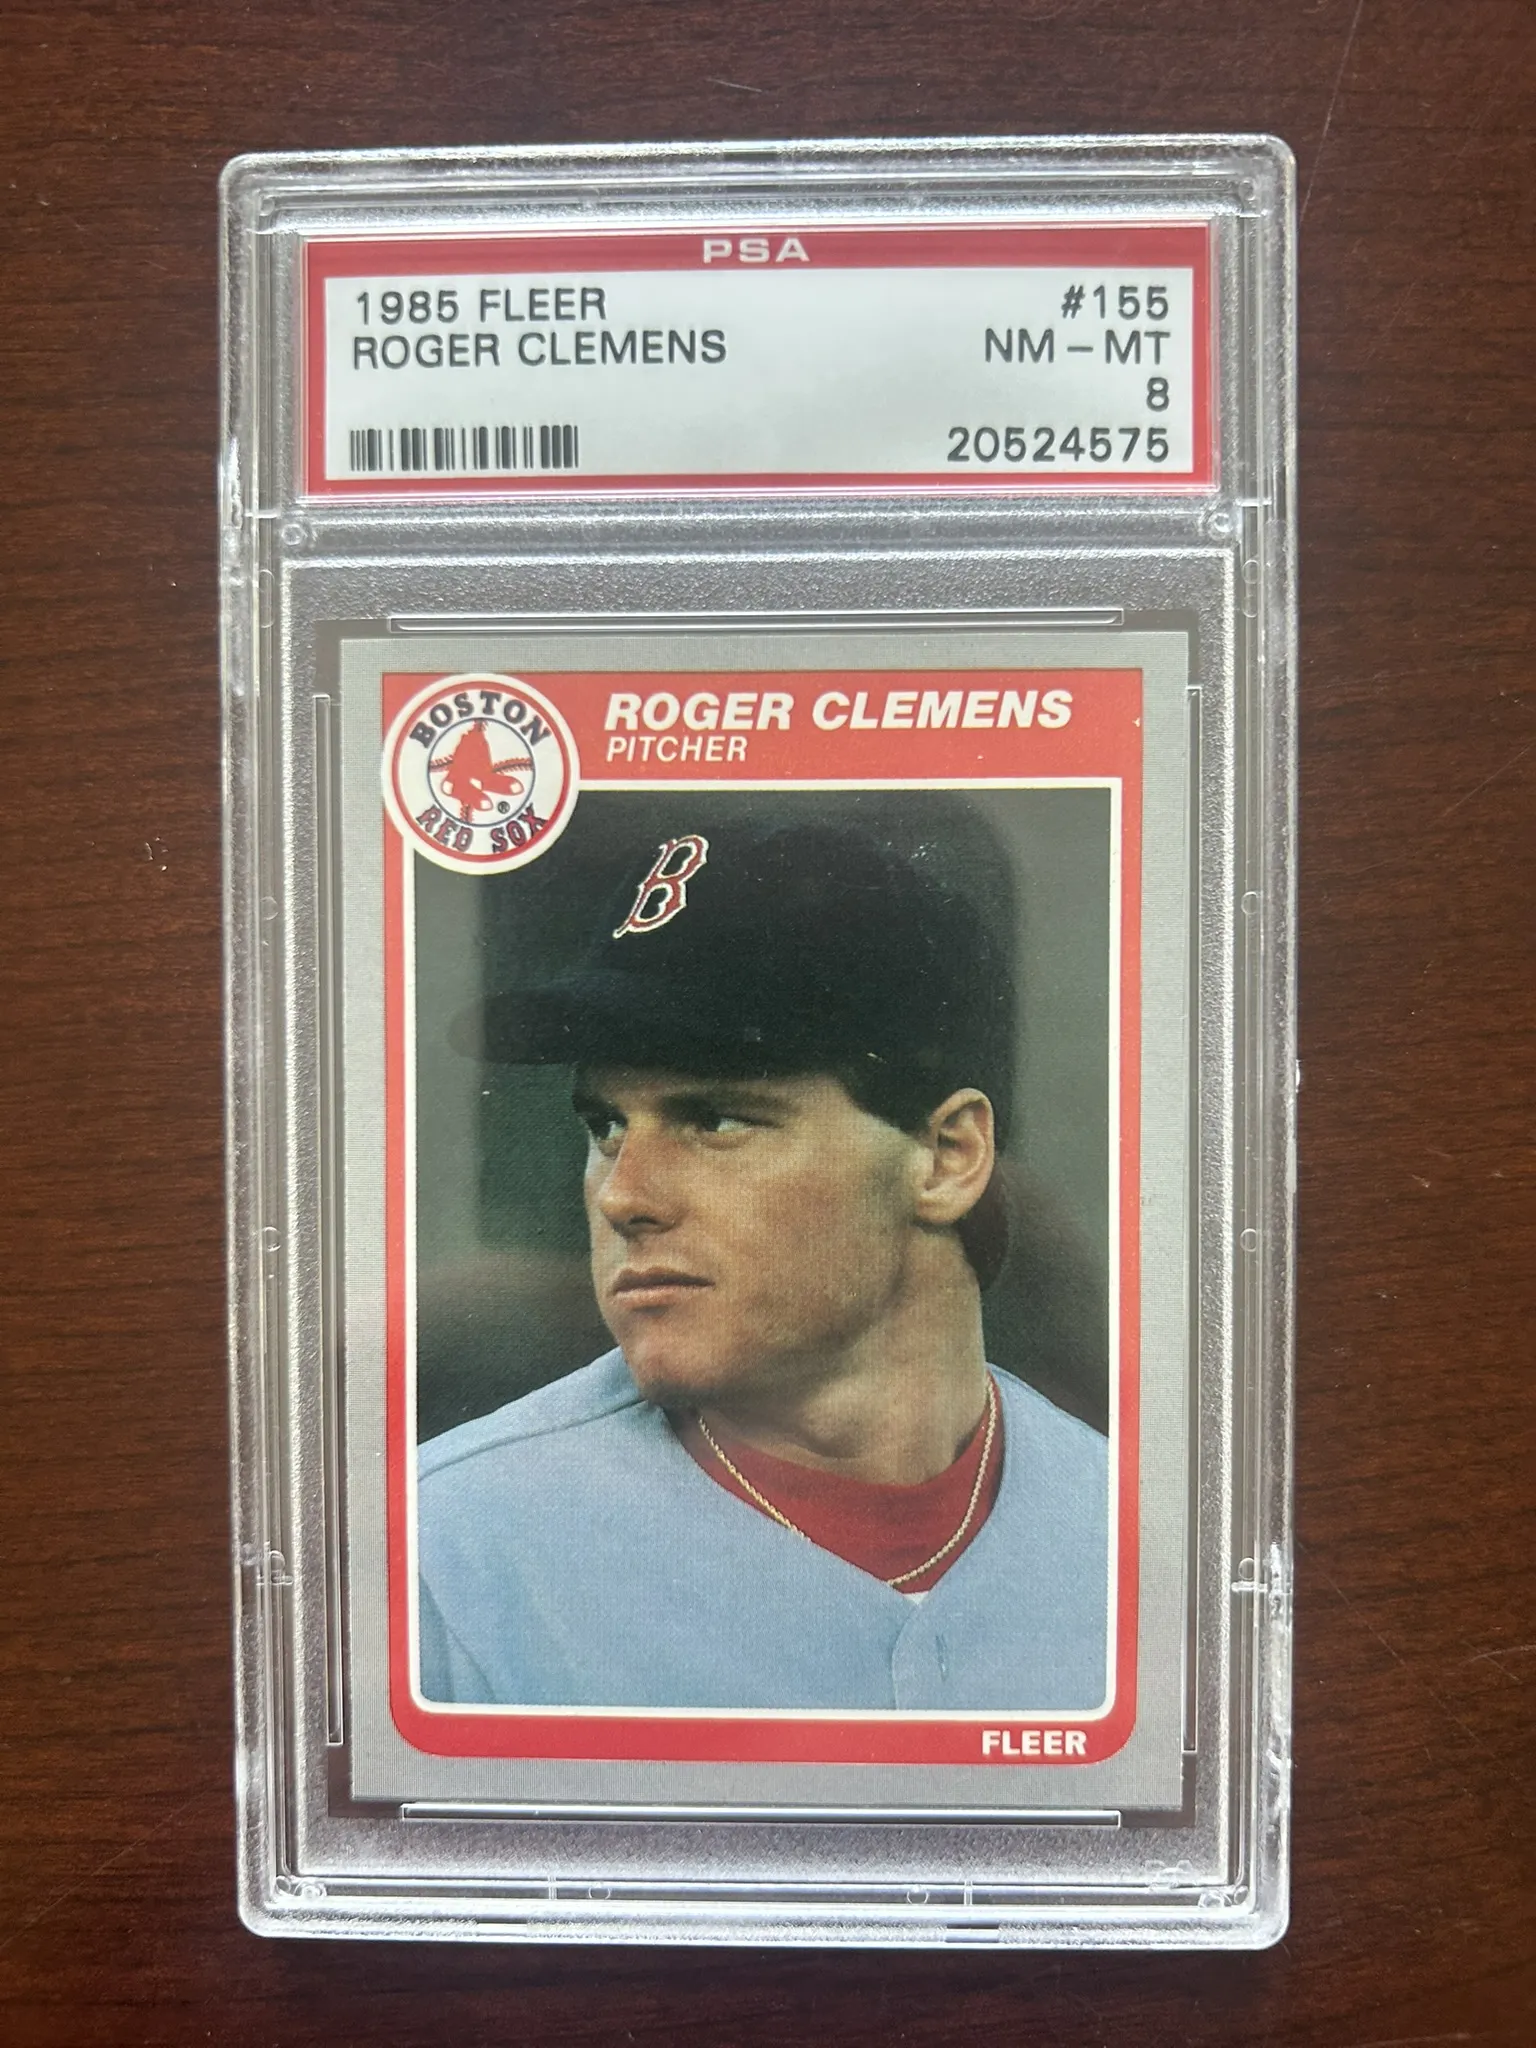 PSA
1985 FLEER #155
ROGER CLEMENS NM - MT
8
20524575
BOSTON
RED SOX
®
ROGER CLEMENS
PITCHER
B
FLEER